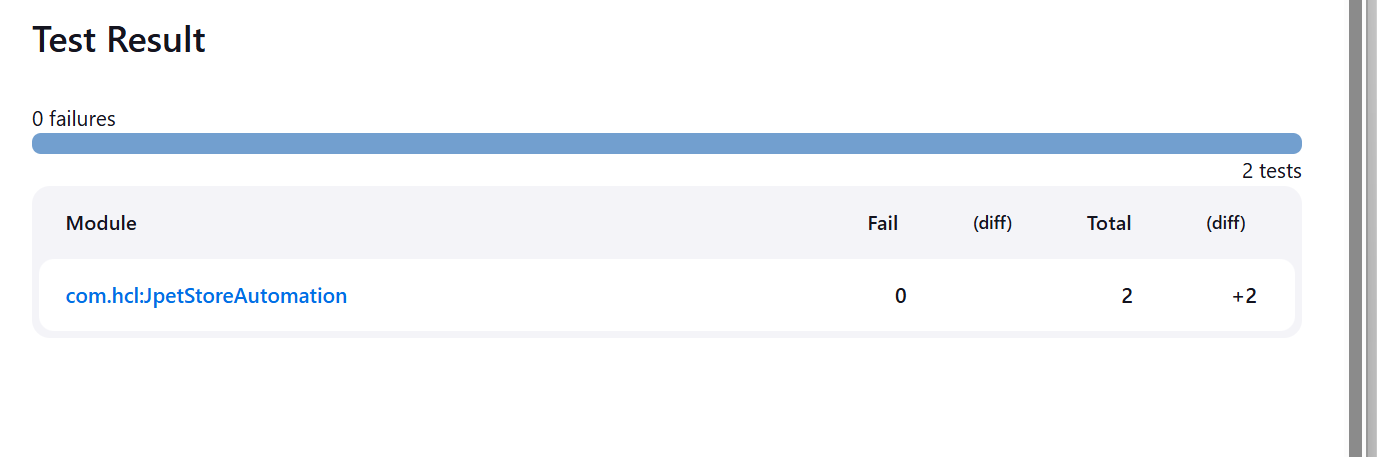 Test Result
0 failures
2 tests
Module Fail (diff) Total (diff)
com.hcl:JpetStoreAutomation 0 2 +2